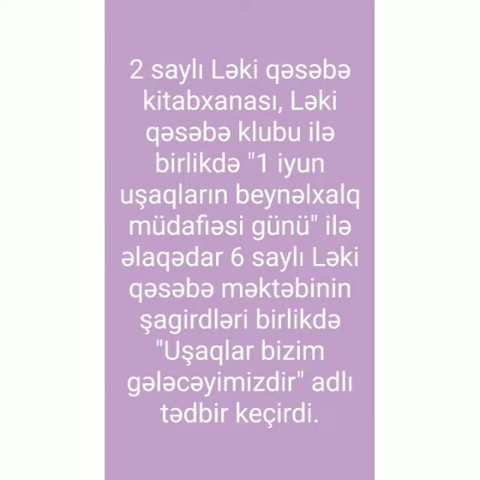 2 saylı Ləki qəsəbə
kitabxanası, Ləki
qəsəbə klubu ilə
birlikdə "1 iyun
uşaqların beynəlxalq
müdafiəsi günü" ilə
əlaqədar 6 saylı Ləki
qəsəbə məktəbinin
şagirdləri birlikdə
"Uşaqlar bizim
gələcəyimizdir" adlı
tədbir keçirdi.